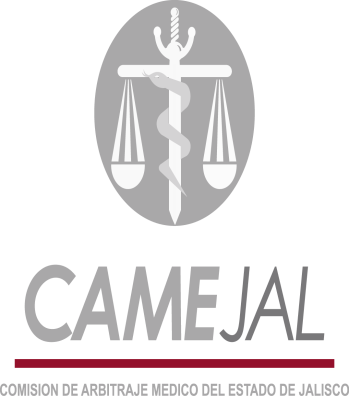 CAMEJAL
COMISION DE ARBITRAJE MEDICO DEL ESTADO DE JALISCO